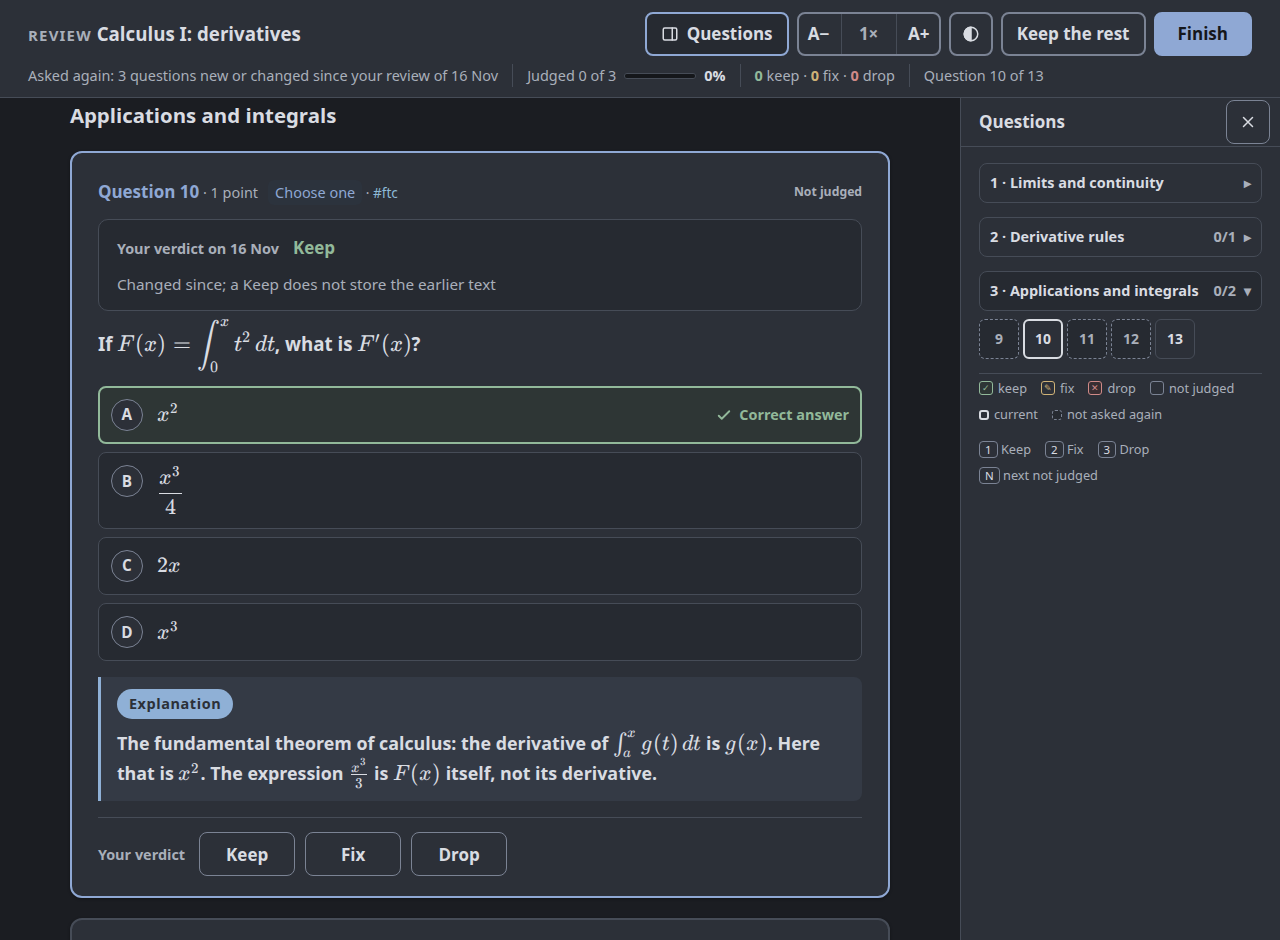 REVIEW Calculus I: derivatives
Questions
A− 1× A+
Keep the rest
Finish
Asked again: 3 questions new or changed since your review of 16 Nov
Judged 0 of 3 0%
0 keep · 0 fix · 0 drop
Question 10 of 13
Applications and integrals
Question 10 · 1 point Choose one · #ftc
Not judged
Your verdict on 16 Nov Keep
Changed since; a Keep does not store the earlier text
If F(x) = ∫₀ˣ t² dt, what is F′(x)?
A x² ✓ Correct answer
B x³/4
C 2x
D x³
Explanation
The fundamental theorem of calculus: the derivative of ∫ₐˣ g(t) dt is g(x). Here
that is x². The expression x³/3 is F(x) itself, not its derivative.
Your verdict Keep Fix Drop
Questions ×
1 · Limits and continuity ▸
2 · Derivative rules 0/1 ▸
3 · Applications and integrals 0/2 ▾
9 10 11 12 13
✓ keep ✎ fix ✕ drop not judged
current not asked again
1 Keep 2 Fix 3 Drop
N next not judged